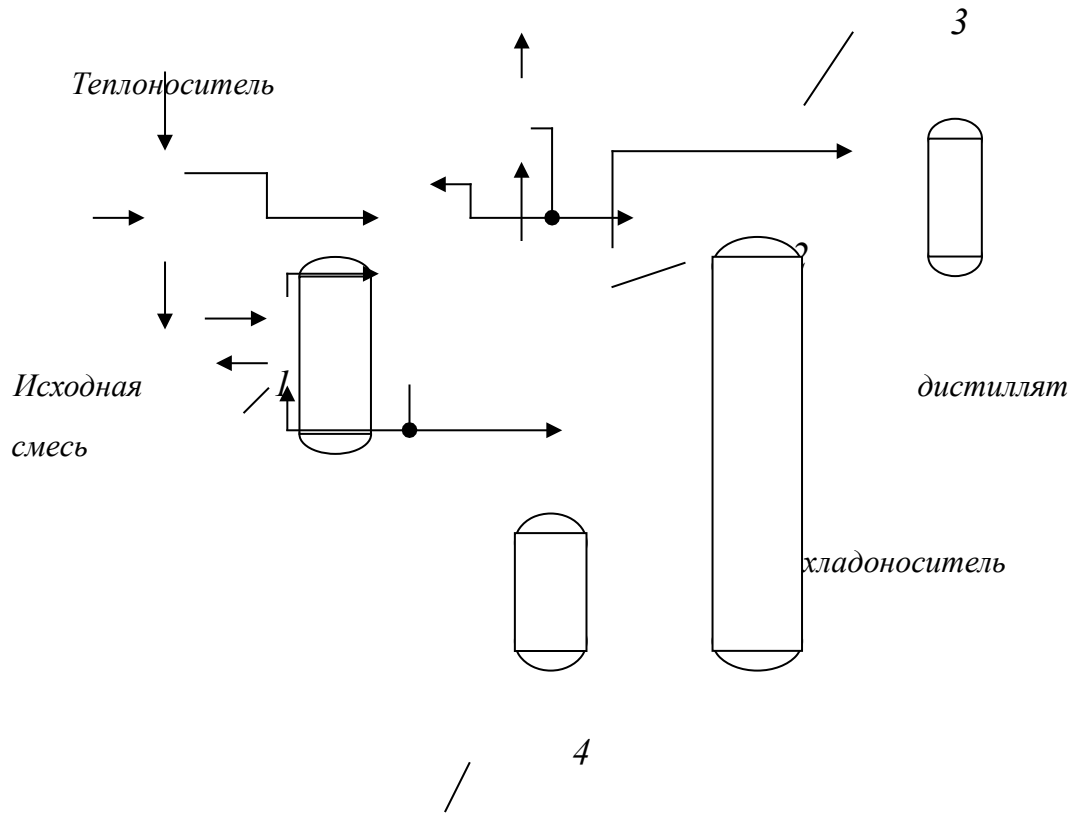 3
Теплоноситель
2
1
Исходная
дистиллят
смесь
хладоноситель
4